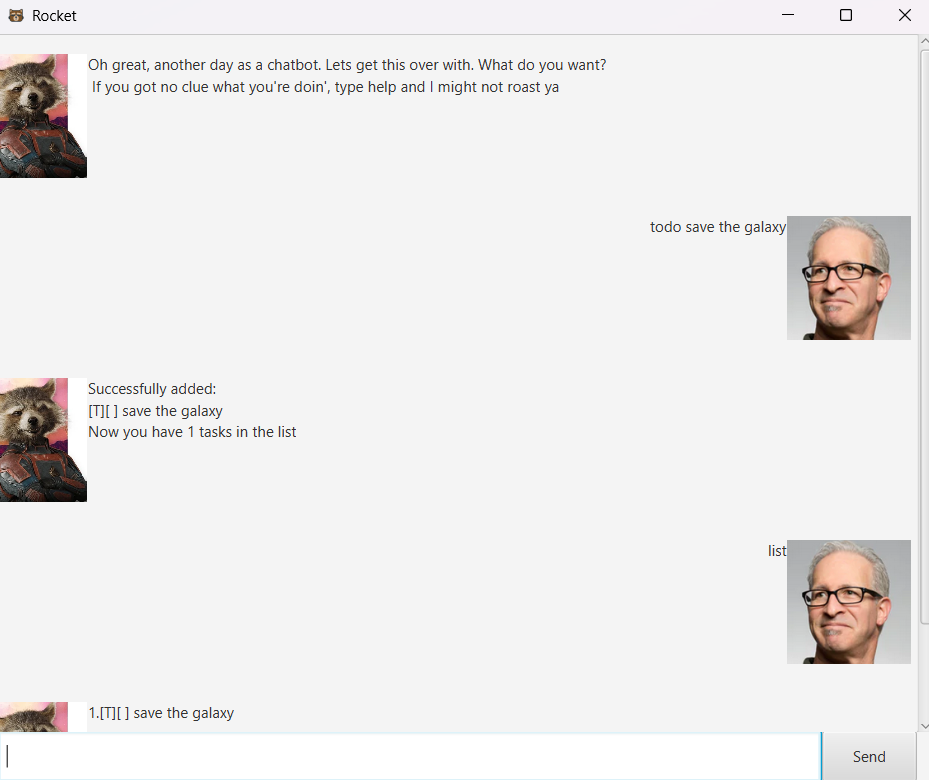 Rocket
Oh great, another day as a chatbot. Lets get this over with. What do you want?
If you got no clue what you're doin', type help and I might not roast ya
todo save the galaxy
Successfully added:
[T][ ] save the galaxy
Now you have 1 tasks in the list
list
1.[T][ ] save the galaxy
Send